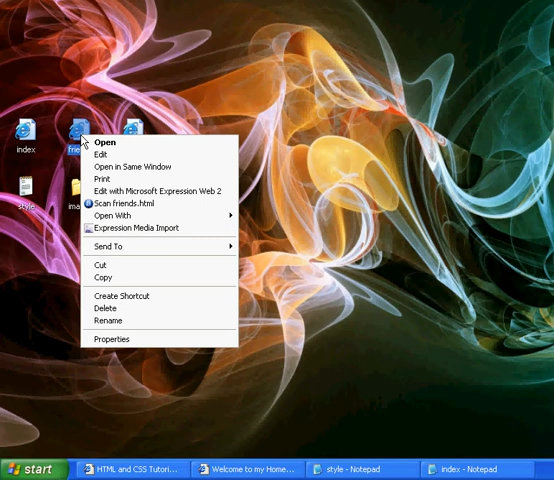 index
Open
Edit
Open in Same Window
Print
Edit with Microsoft Expression Web 2
Scan friends.html
Open With
Expression Media Import
Send To
Cut
Copy
Create Shortcut
Delete
Rename
Properties
style
start
HTML and CSS Tutori...
Welcome to my Home...
style - Notepad
index - Notepad